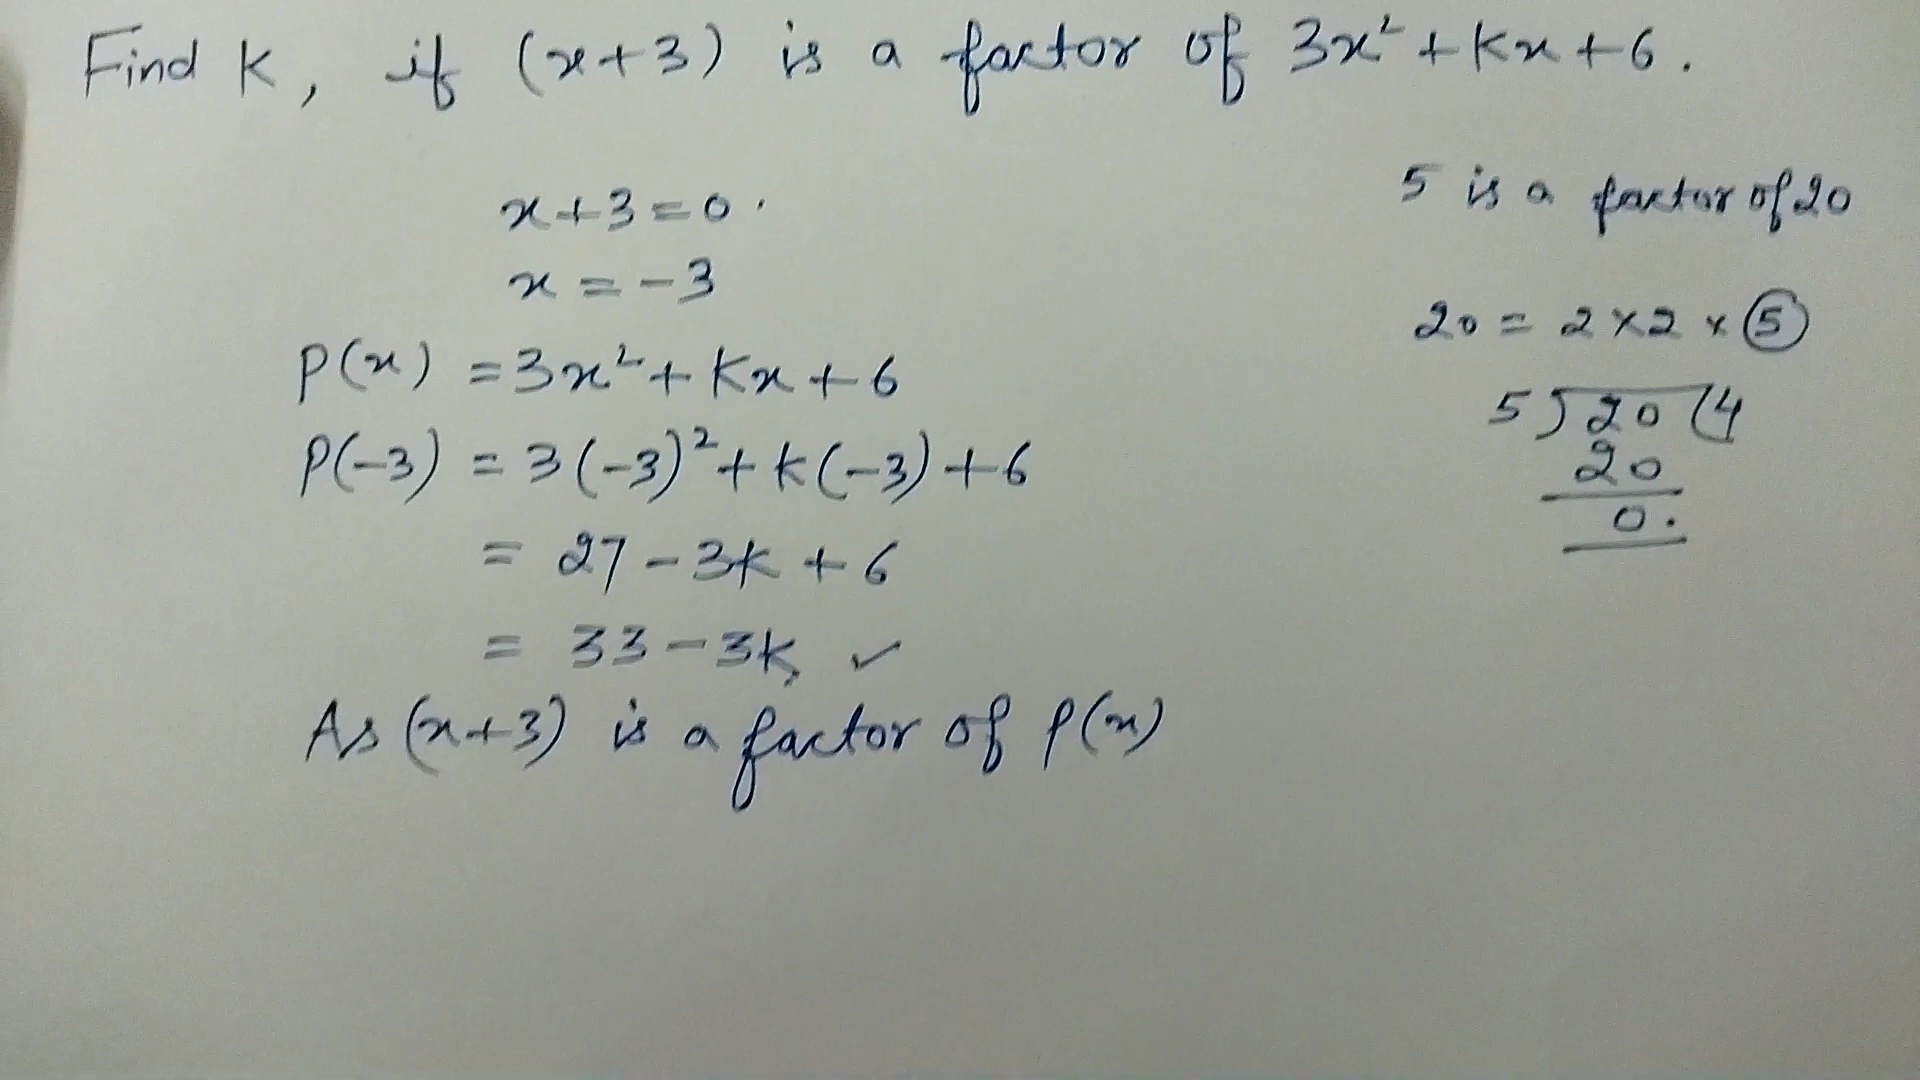 Find K, if (x+3) is a factor of 3x²+Kx+6.
x+3=0.
x=-3
P(x) =3x²+Kx+6
P(-3) = 3(-3)²+K(-3)+6
= 27-3K+6
= 33-3K ✓
As (x+3) is a factor of P(x)
5 is a factor of 20
20 = 2×2×5
5)20(4
20
0.